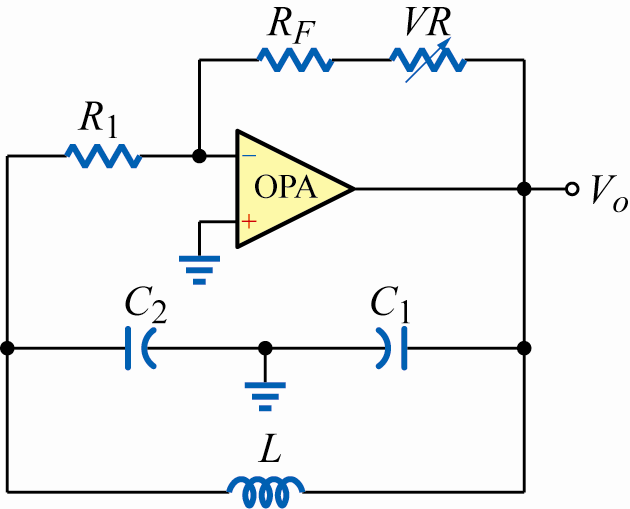 R_F VR
R_1
−
OPA
+
V_o
C_2 C_1
L